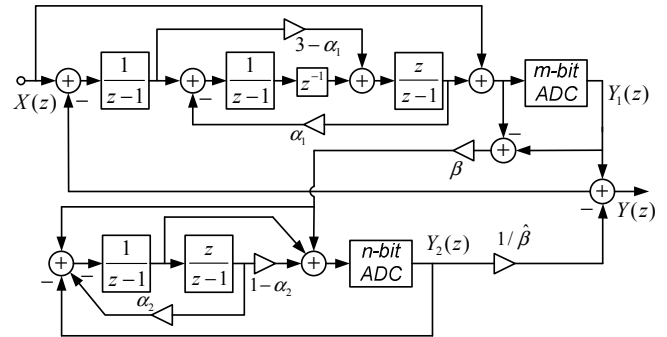 3 − α₁
X(z)
1/(z−1)
1/(z−1)
z⁻¹
z/(z−1)
m-bit
ADC
Y₁(z)
α₁
β
Y(z)
1/(z−1)
z/(z−1)
1−α₂
n-bit
ADC
Y₂(z)
1/β̂
α₂